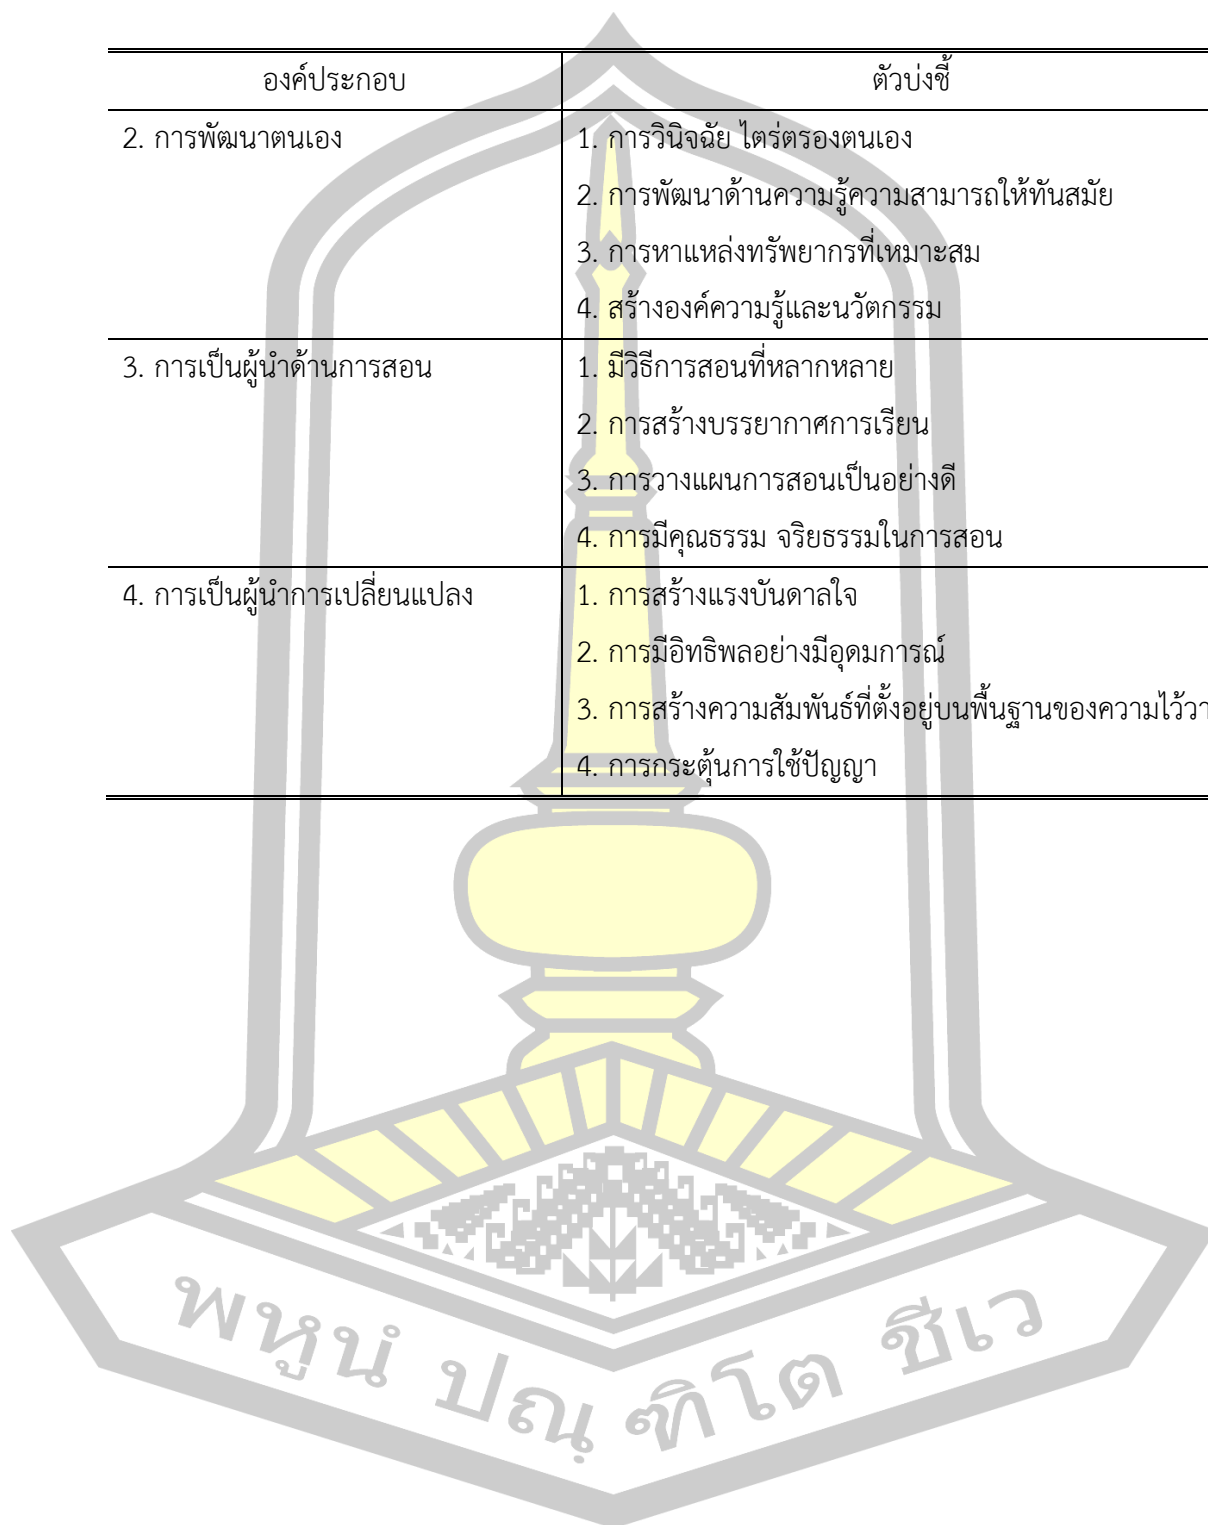 องค์ประกอบ ตัวบ่งชี้
2. การพัฒนาตนเอง 1. การวินิจฉัย ไตร่ตรองตนเอง
2. การพัฒนาด้านความรู้ความสามารถให้ทันสมัย
3. การหาแหล่งทรัพยากรที่เหมาะสม
4. สร้างองค์ความรู้และนวัตกรรม
3. การเป็นผู้นำด้านการสอน 1. มีวิธีการสอนที่หลากหลาย
2. การสร้างบรรยากาศการเรียน
3. การวางแผนการสอนเป็นอย่างดี
4. การมีคุณธรรม จริยธรรมในการสอน
4. การเป็นผู้นำการเปลี่ยนแปลง 1. การสร้างแรงบันดาลใจ
2. การมีอิทธิพลอย่างมีอุดมการณ์
3. การสร้างความสัมพันธ์ที่ตั้งอยู่บนพื้นฐานของความไว้วา
4. การกระตุ้นการใช้ปัญญา
พหูนํ ปณฺฑิโต ชีเว